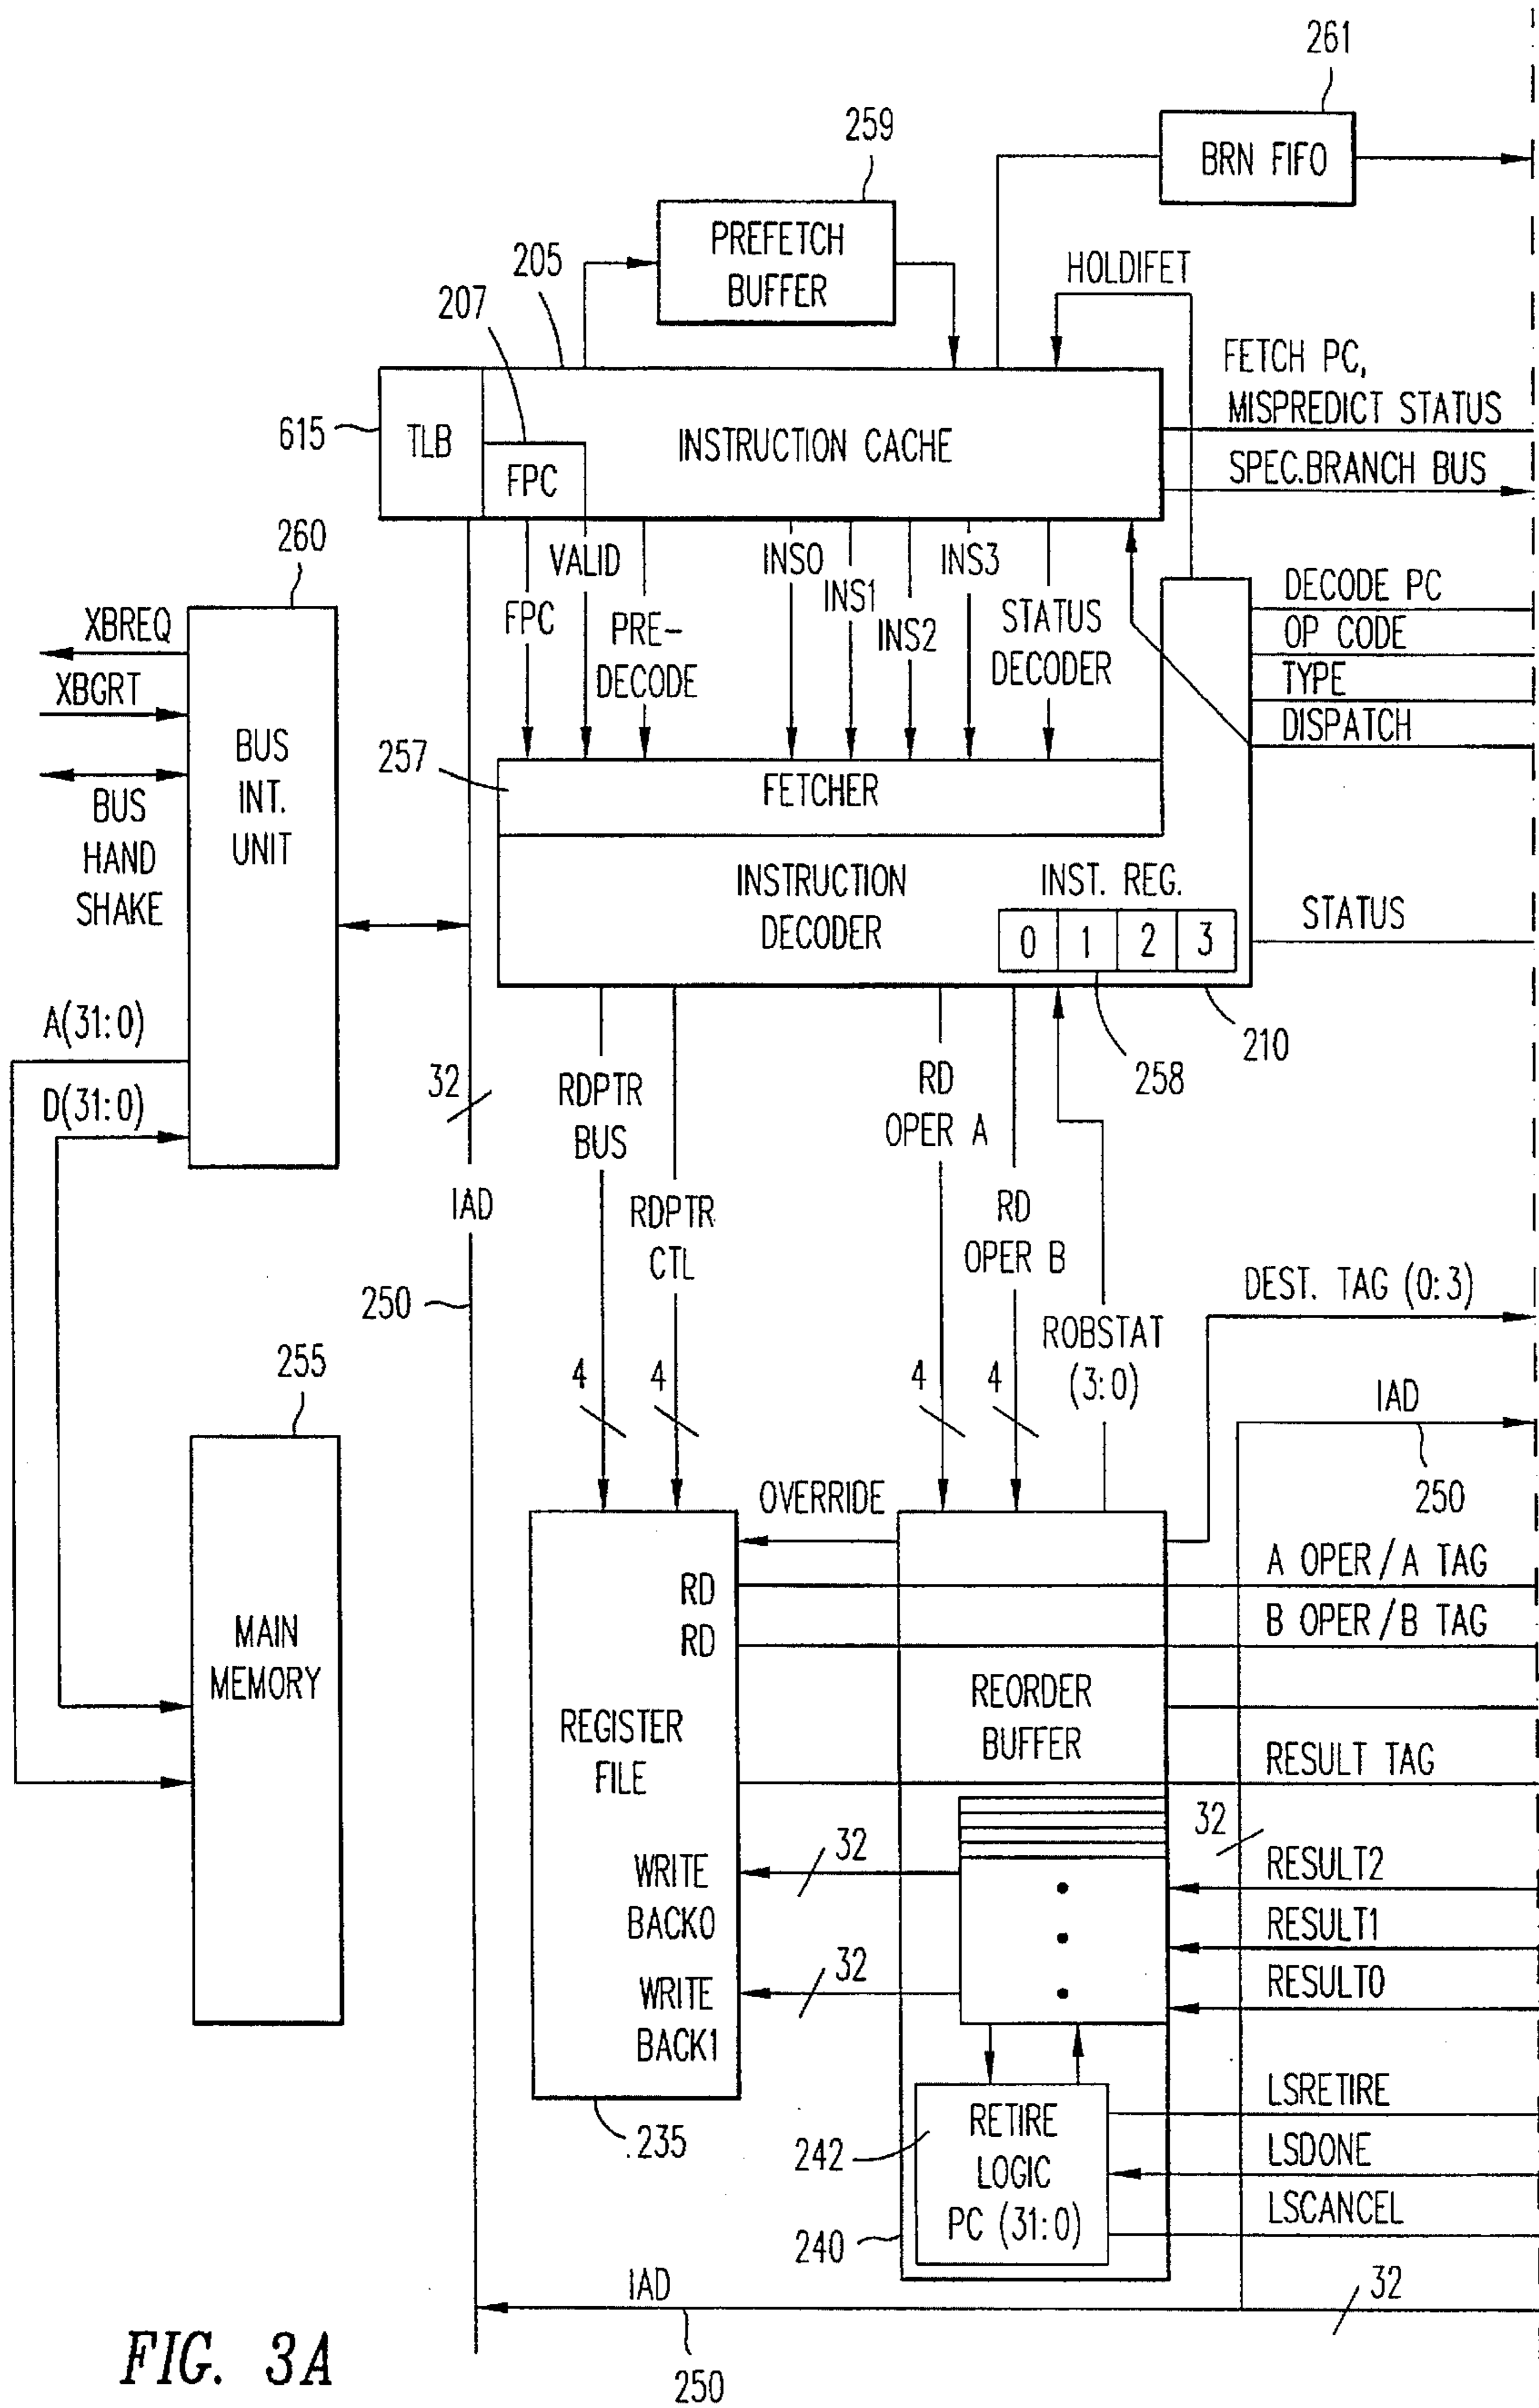 261
BRN FIFO
259
PREFETCH
BUFFER
HOLDIFET
205
207
FETCH PC,
MISPREDICT STATUS
615
TLB
FPC
INSTRUCTION CACHE
SPEC.BRANCH BUS
260
VALID
INS0
INS3
INS1
FPC
PRE-
DECODE
INS2
STATUS
DECODER
DECODE PC
OP CODE
TYPE
DISPATCH
XBREQ
XBGRT
BUS
INT.
UNIT
257
FETCHER
BUS
HAND
SHAKE
INSTRUCTION
DECODER
INST. REG.
0 1 2 3
STATUS
A(31:0)
D(31:0)
32
RDPTR
BUS
RD
OPER A
258
210
IAD
RDPTR
CTL
RD
OPER B
250
DEST. TAG (0:3)
ROBSTAT
(3:0)
255
4
4
4
4
IAD
250
OVERRIDE
RD
RD
A OPER/A TAG
B OPER/B TAG
MAIN
MEMORY
REGISTER
FILE
REORDER
BUFFER
RESULT TAG
32
WRITE
BACK0
32
RESULT2
RESULT1
WRITE
BACK1
32
RESULT0
.235
242
RETIRE
LOGIC
PC (31:0)
LSRETIRE
LSDONE
LSCANCEL
240
IAD
32
250
FIG. 3A